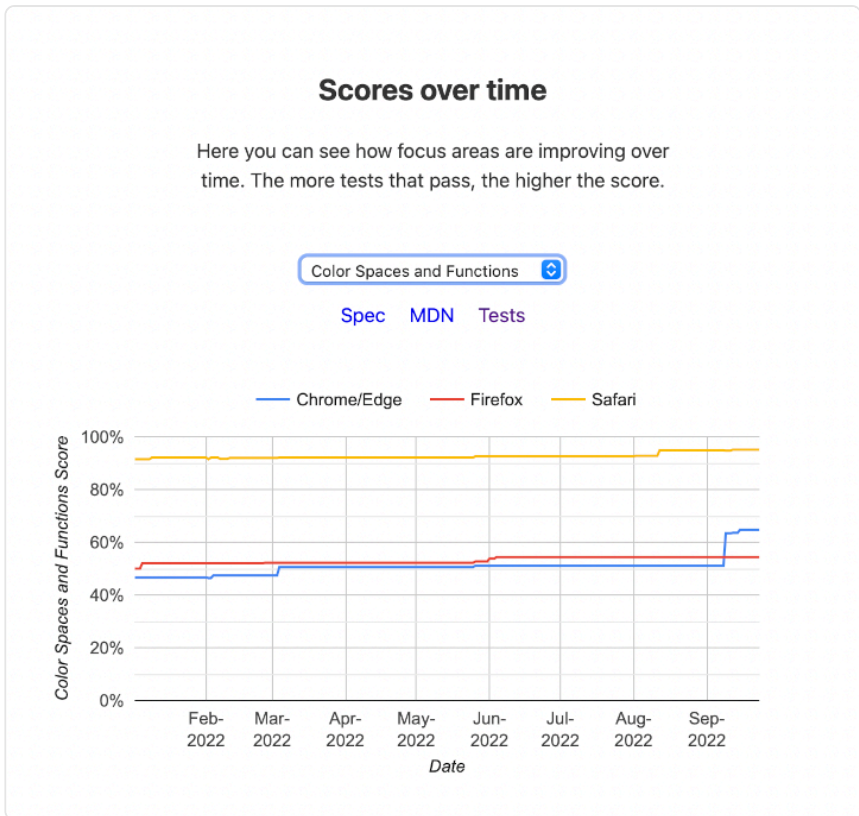 Scores over time
Here you can see how focus areas are improving over
time. The more tests that pass, the higher the score.
Color Spaces and Functions
Spec MDN Tests
Chrome/Edge Firefox Safari
Color Spaces and Functions Score
100%
80%
60%
40%
20%
0%
Feb- Mar- Apr- May- Jun- Jul- Aug- Sep-
2022 2022 2022 2022 2022 2022 2022 2022
Date